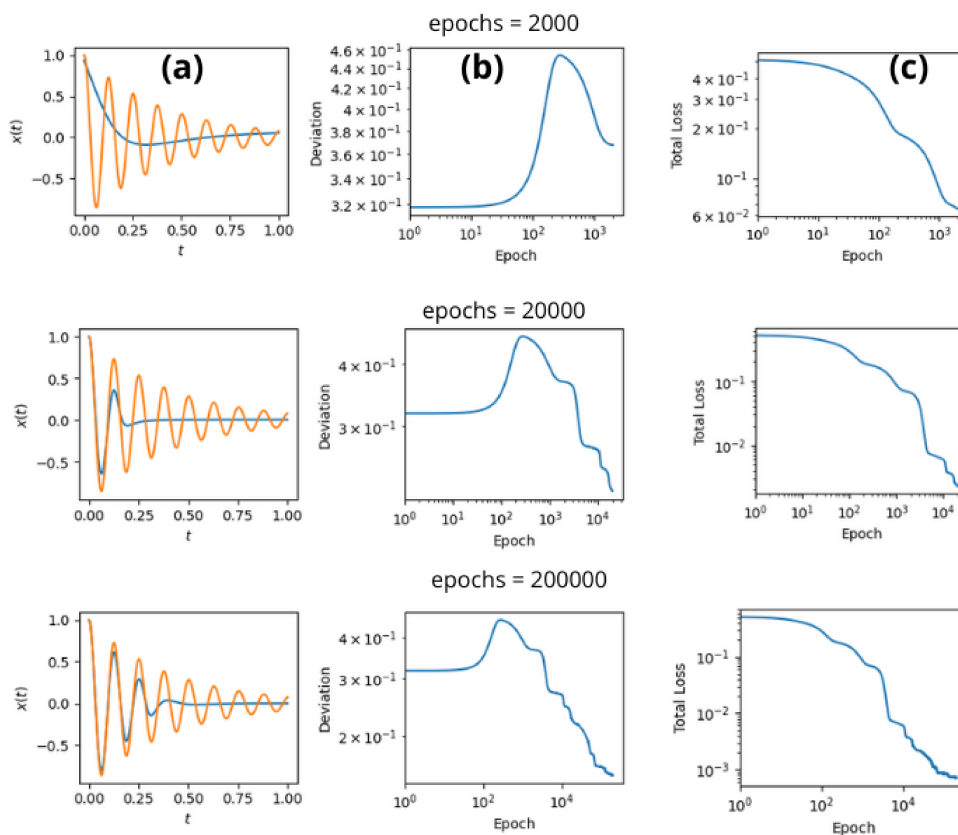 epochs = 2000
(a)
x(t)
1.0
0.5
0.0
−0.5
0.00 0.25 0.50 0.75 1.00
t
(b)
Deviation
4.6 × 10⁻¹
4.4 × 10⁻¹
4.2 × 10⁻¹
4 × 10⁻¹
3.8 × 10⁻¹
3.6 × 10⁻¹
3.4 × 10⁻¹
3.2 × 10⁻¹
10⁰ 10¹ 10² 10³
Epoch
(c)
Total Loss
4 × 10⁻¹
3 × 10⁻¹
2 × 10⁻¹
10⁻¹
6 × 10⁻²
10⁰ 10¹ 10² 10³
Epoch
epochs = 20000
x(t)
1.0
0.5
0.0
−0.5
0.00 0.25 0.50 0.75 1.00
t
Deviation
4 × 10⁻¹
3 × 10⁻¹
10⁰ 10¹ 10² 10³ 10⁴
Epoch
Total Loss
10⁻¹
10⁻²
10⁰ 10¹ 10² 10³ 10⁴
Epoch
epochs = 200000
x(t)
1.0
0.5
0.0
−0.5
0.00 0.25 0.50 0.75 1.00
t
Deviation
4 × 10⁻¹
3 × 10⁻¹
2 × 10⁻¹
10⁰ 10² 10⁴
Epoch
Total Loss
10⁻¹
10⁻²
10⁻³
10⁰ 10² 10⁴
Epoch